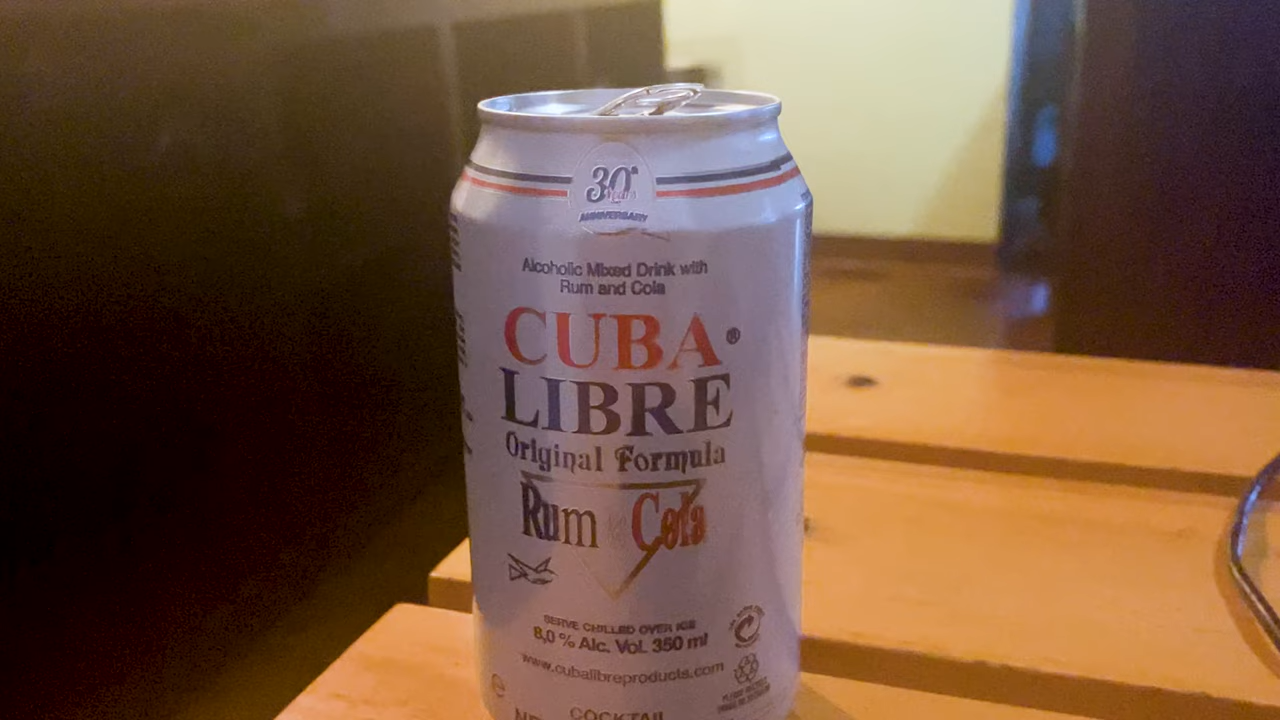 30
Years
ANNIVERSARY
Alcoholic Mixed Drink with
Rum and Cola
CUBA®
LIBRE
Original Formula
Rum Cola
SERVE CHILLED OVER ICE
8,0 % Alc. Vol. 350 ml
www.cubalibreproducts.com
COCKTAIL